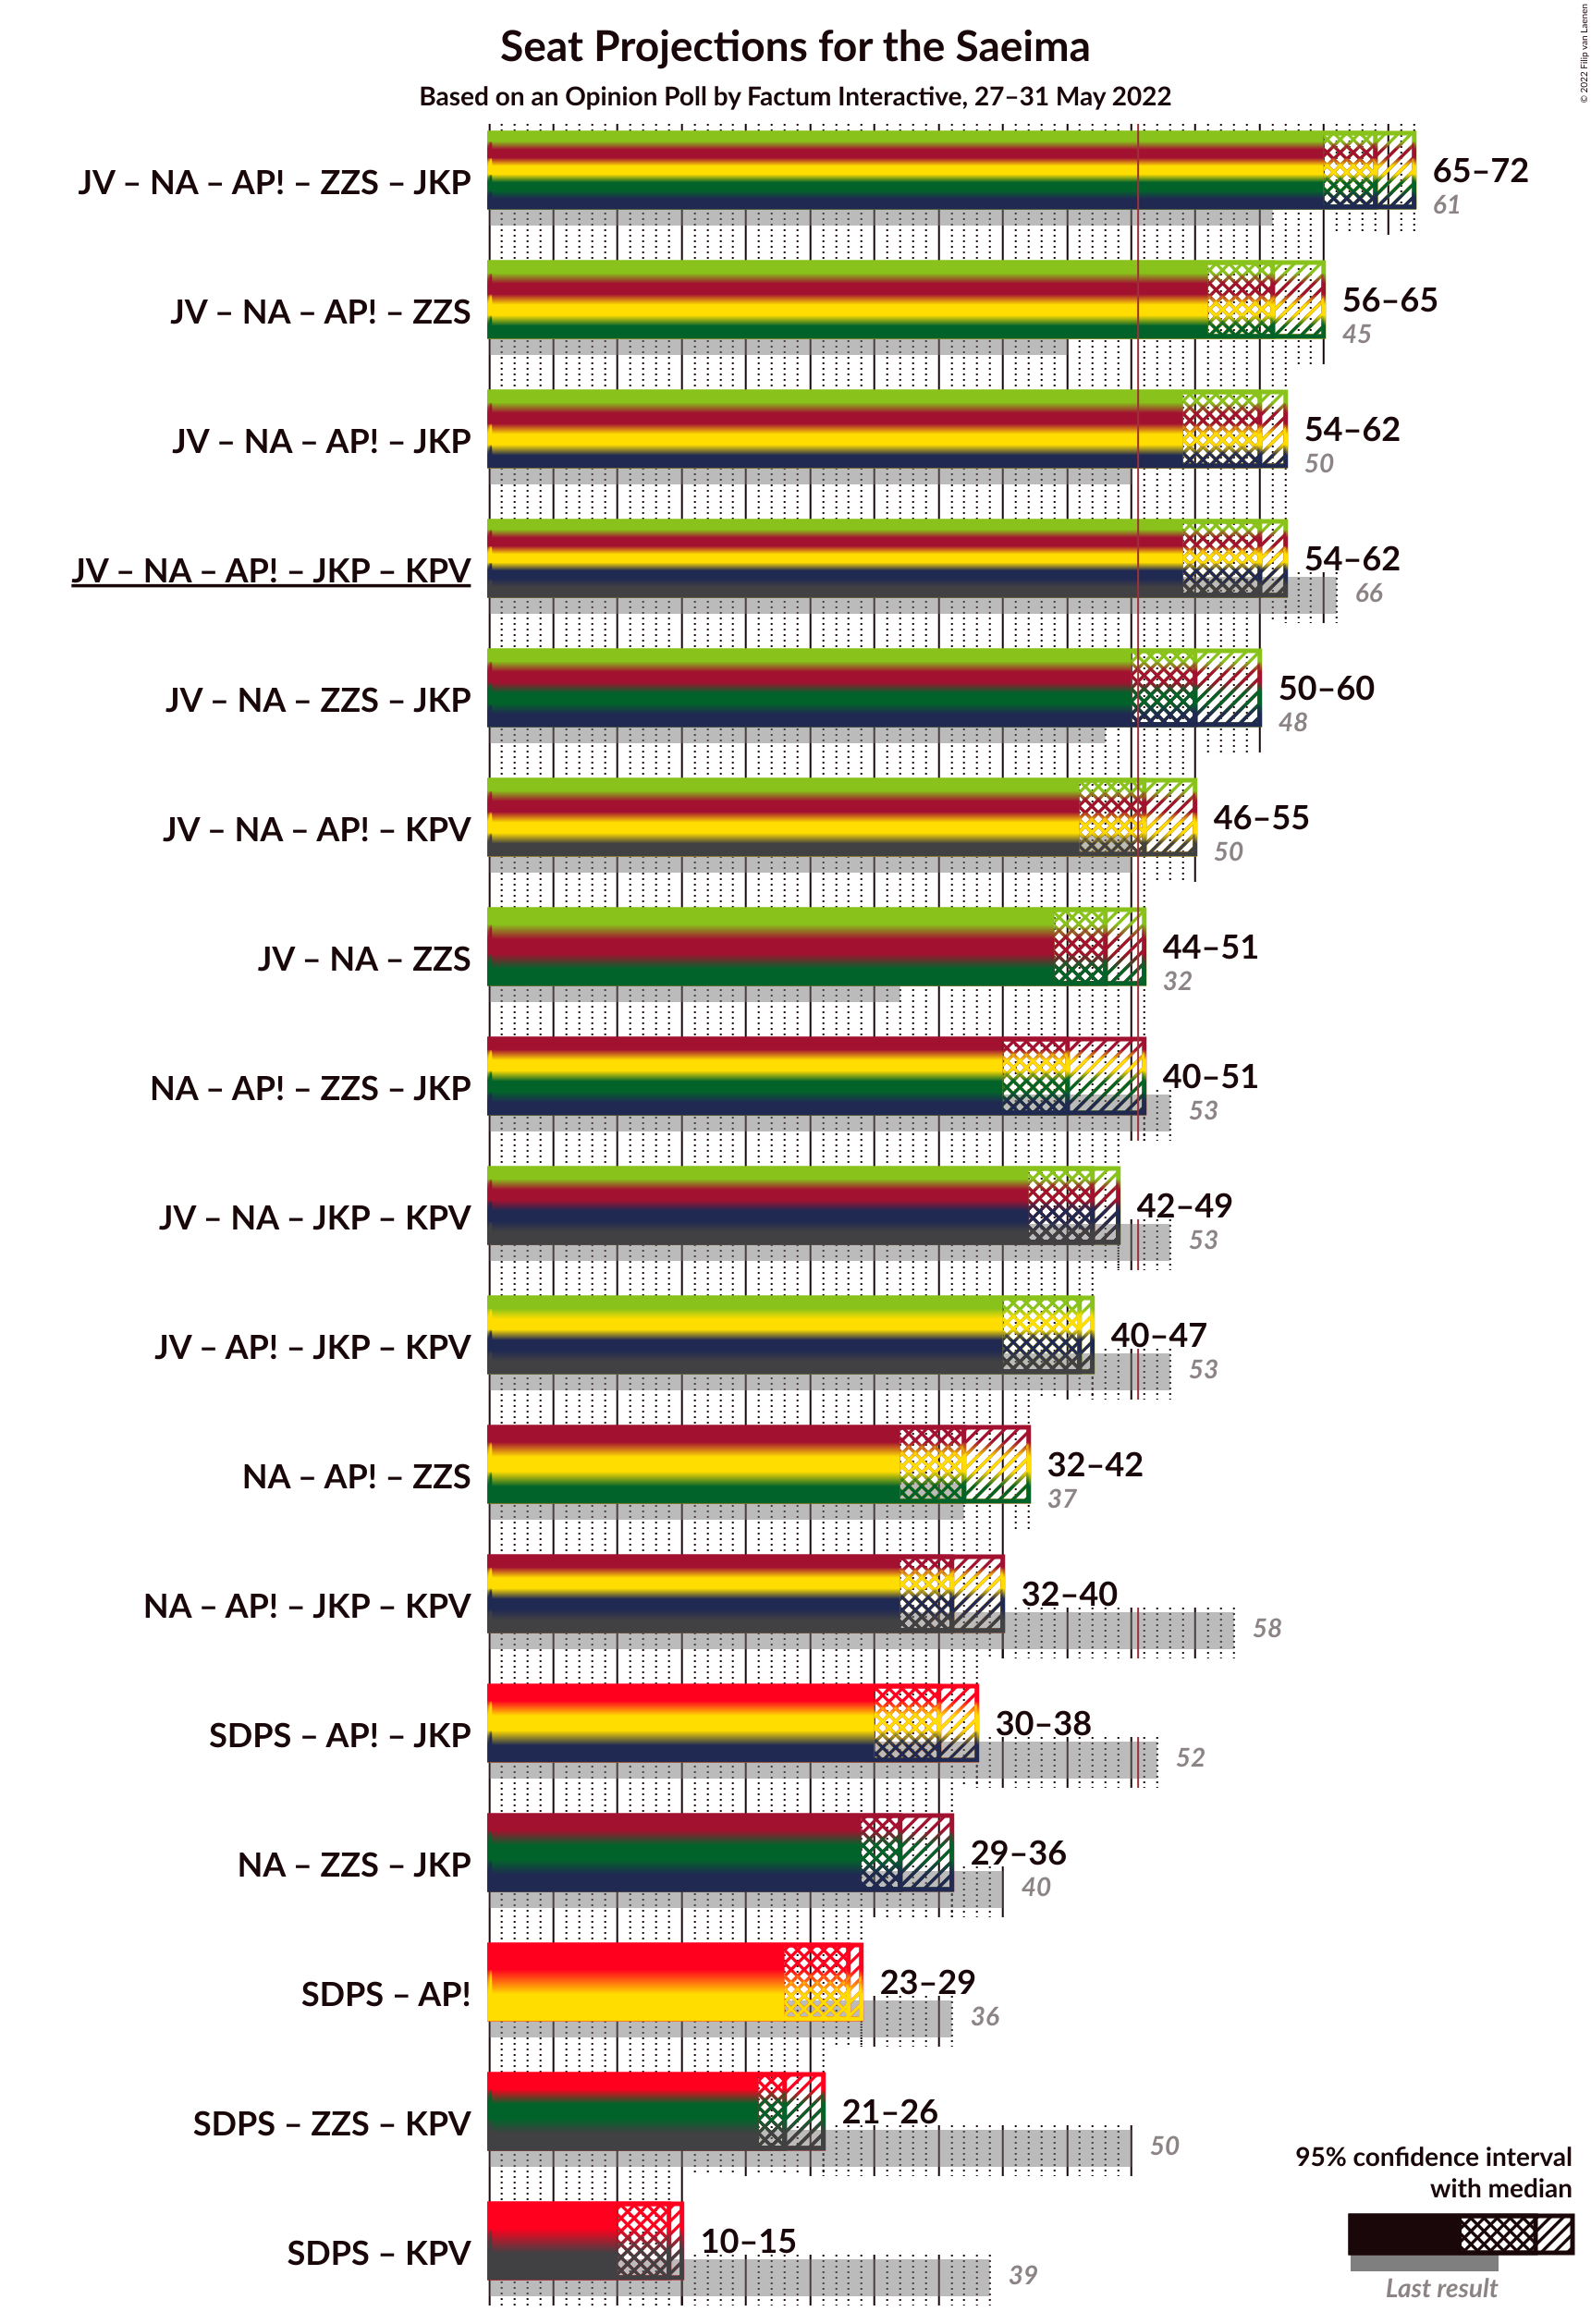 Seat Projections for the Saeima
Based on an Opinion Poll by Factum Interactive, 27–31 May 2022
© 2022 Filip van Laenen
JV – NA – AP! – ZZS – JKP
65–72
61
JV – NA – AP! – ZZS
56–65
45
JV – NA – AP! – JKP
54–62
50
JV – NA – AP! – JKP – KPV
54–62
66
JV – NA – ZZS – JKP
50–60
48
JV – NA – AP! – KPV
46–55
50
JV – NA – ZZS
44–51
32
NA – AP! – ZZS – JKP
40–51
53
JV – NA – JKP – KPV
42–49
53
JV – AP! – JKP – KPV
40–47
53
NA – AP! – ZZS
32–42
37
NA – AP! – JKP – KPV
32–40
58
SDPS – AP! – JKP
30–38
52
NA – ZZS – JKP
29–36
40
SDPS – AP!
23–29
36
SDPS – ZZS – KPV
21–26
50
SDPS – KPV
10–15
39
95% confidence interval
with median
Last result